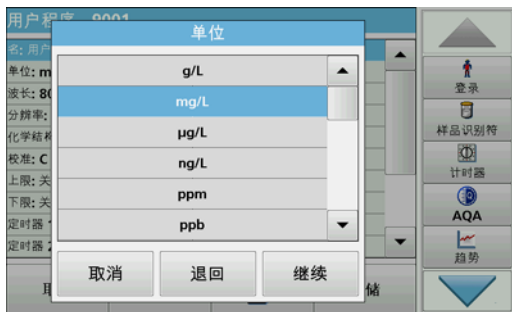 用户程序 9001
单位
名: 用户
单位: m
波长: 80
分辨率:
化学结构
校准: C
上限: 关
下限: 关
定时器 1
定时器 2
g/L
mg/L
µg/L
ng/L
ppm
ppb
取消
退回
继续
储
登录
样品识别符
计时器
AQA
趋势